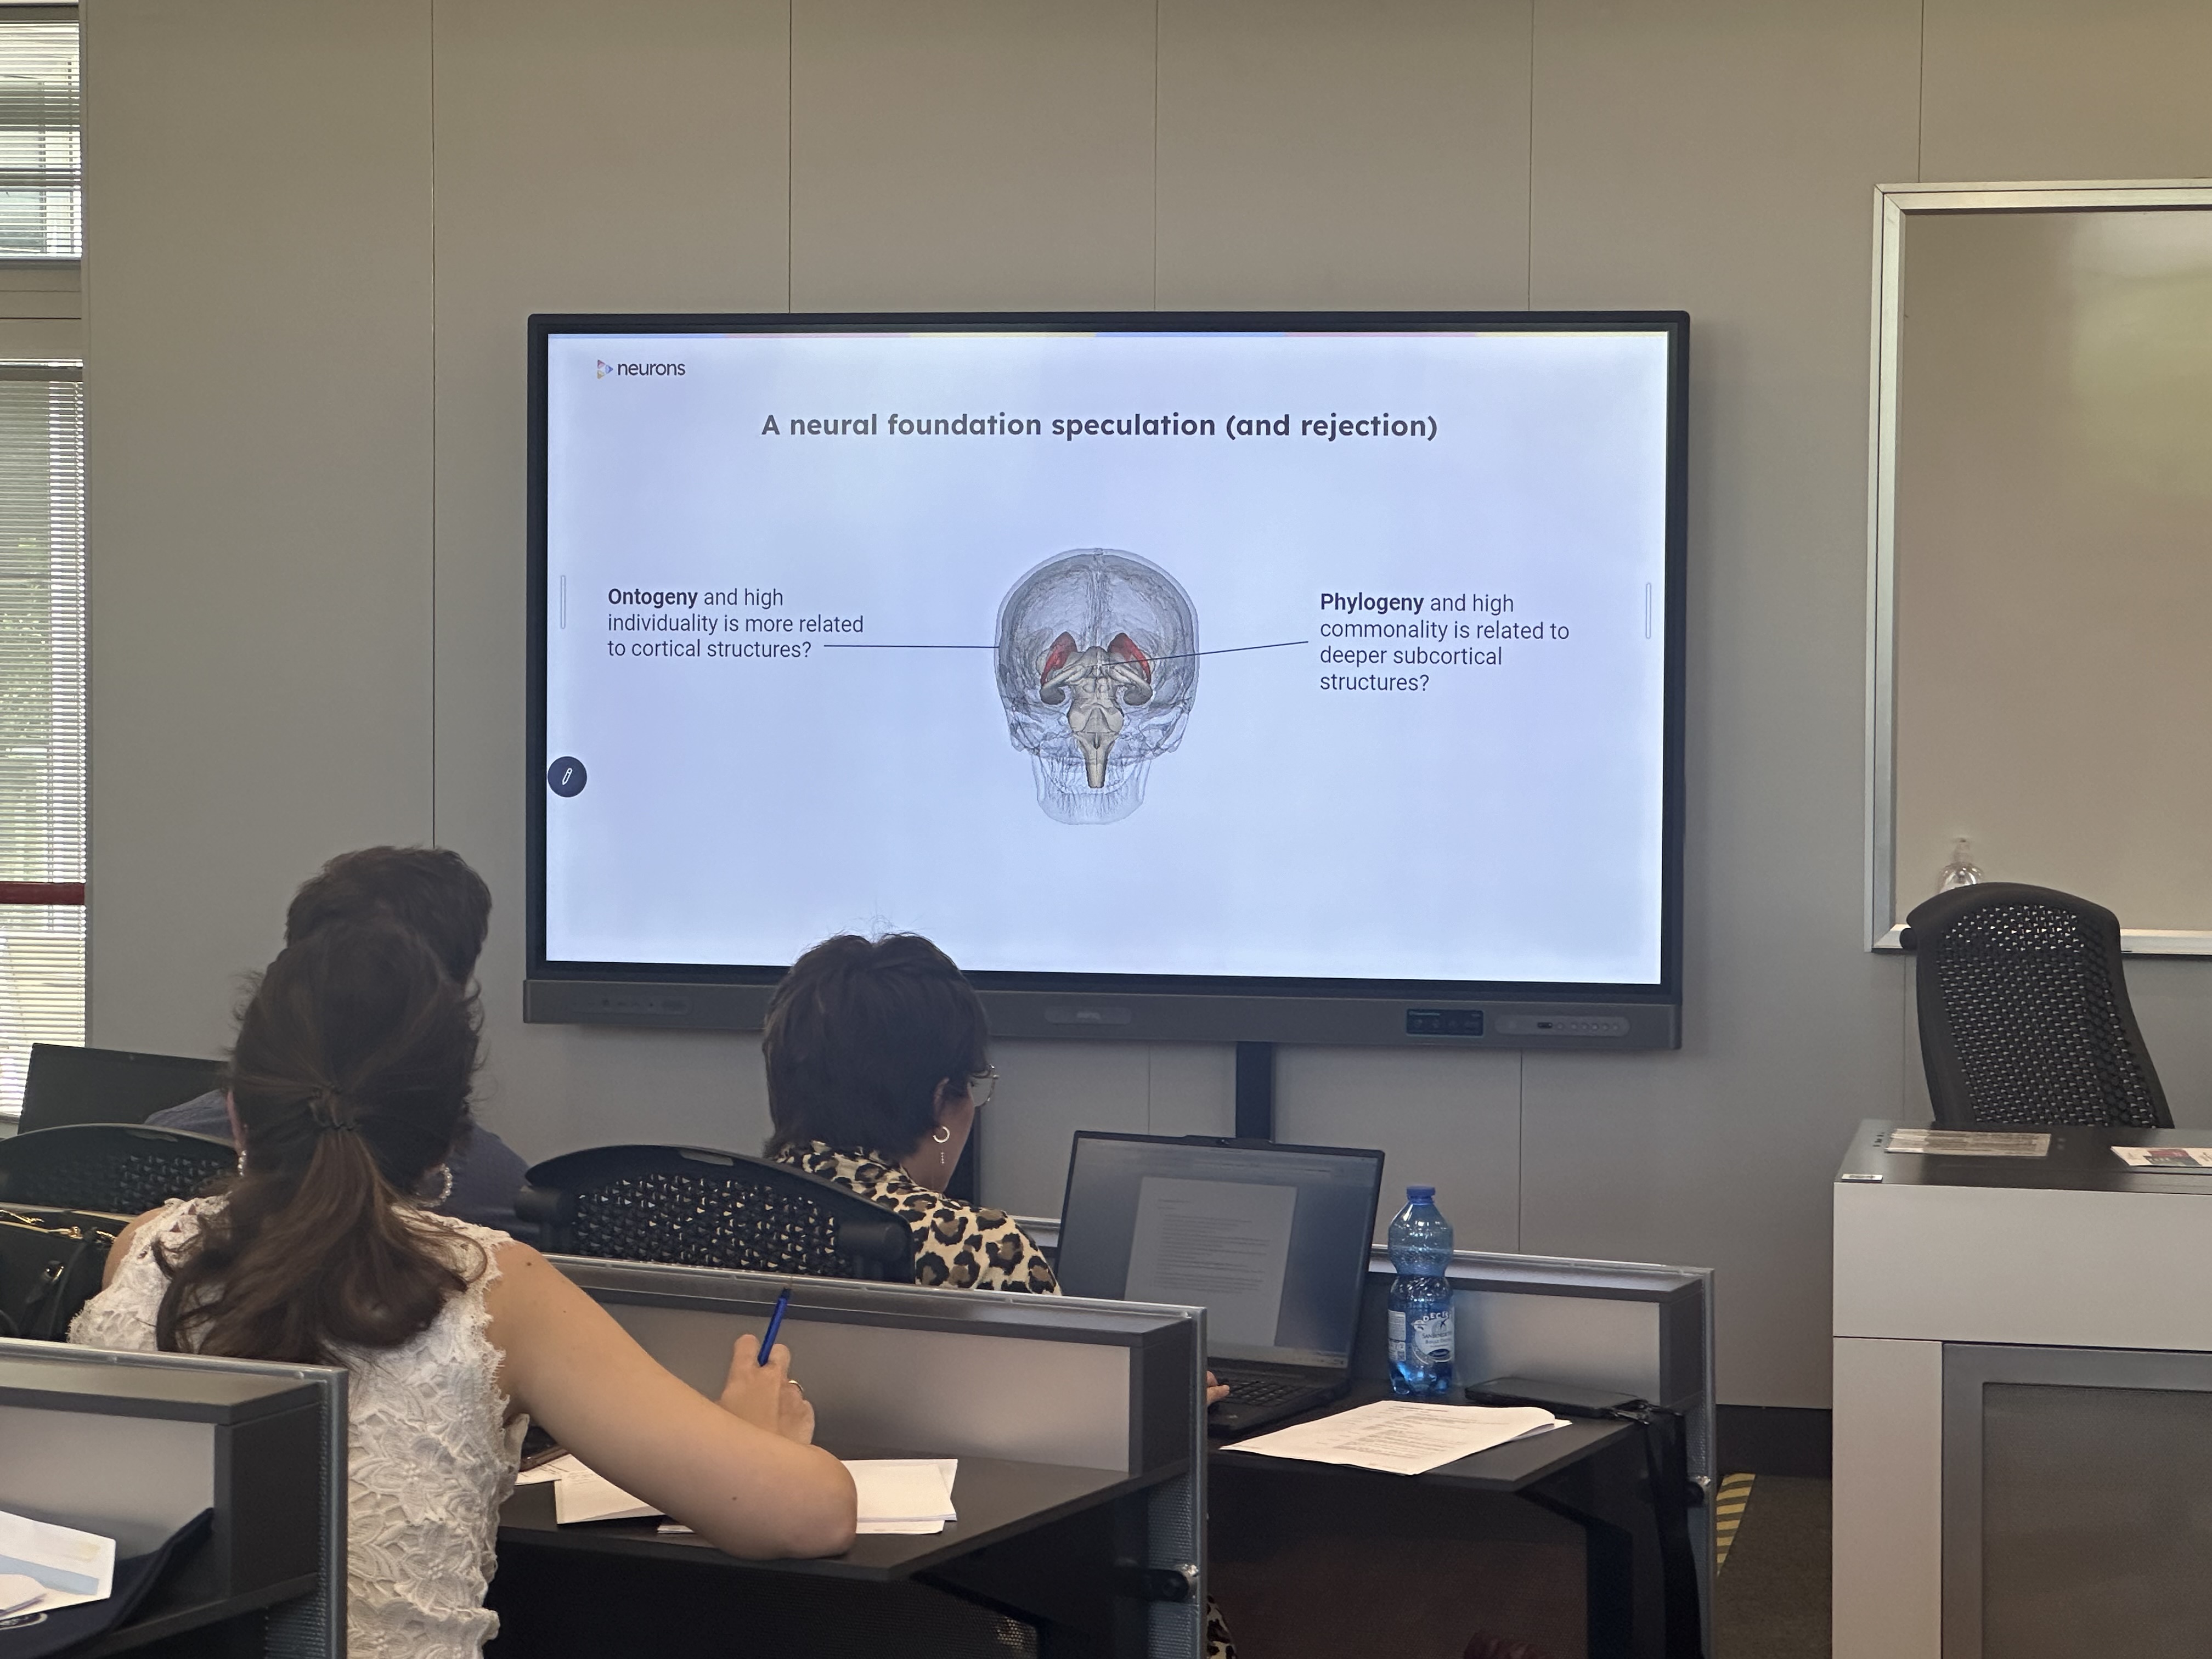 neurons
A neural foundation speculation (and rejection)
Ontogeny and high
individuality is more related
to cortical structures?
Phylogeny and high
commonality is related to
deeper subcortical
structures?